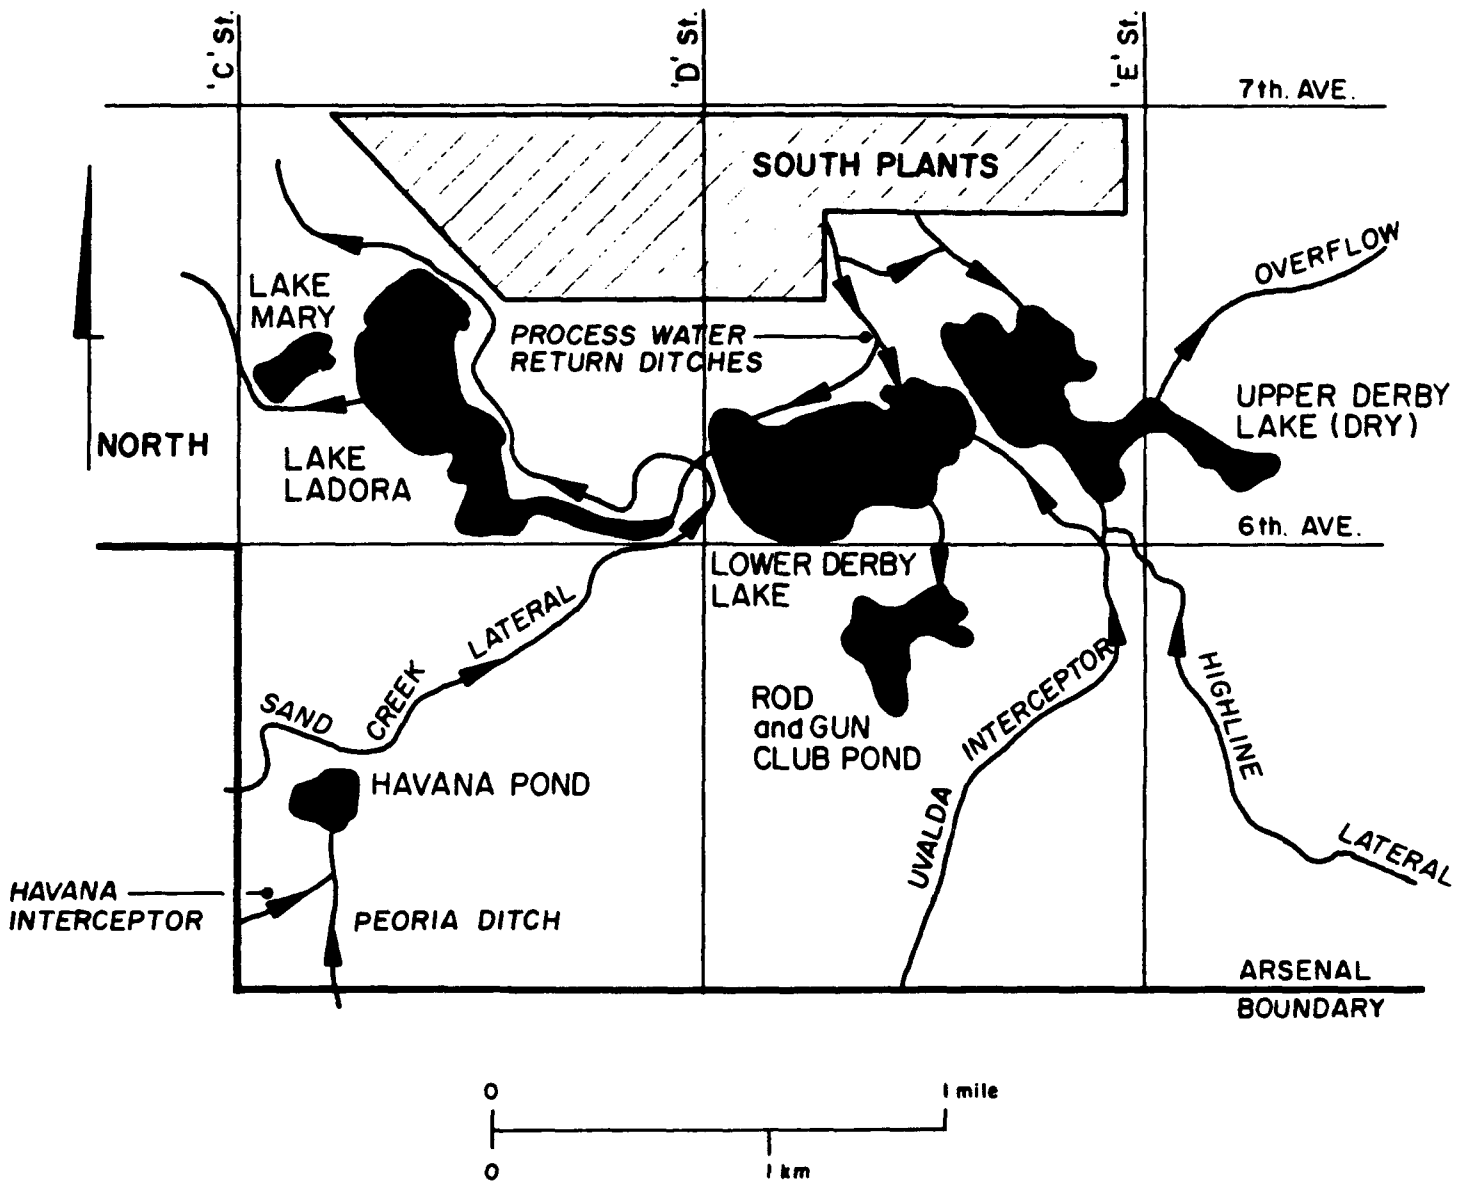 'C' St.
'D' St.
'E' St.
7th. AVE.
SOUTH PLANTS
OVERFLOW
LAKE
MARY
PROCESS WATER
RETURN DITCHES
UPPER DERBY
LAKE (DRY)
NORTH
LAKE
LADORA
6th. AVE.
LOWER DERBY
LAKE
SAND CREEK LATERAL
ROD
and GUN
CLUB POND
UVALDA INTERCEPTOR
HIGHLINE LATERAL
HAVANA POND
HAVANA
INTERCEPTOR
PEORIA DITCH
ARSENAL
BOUNDARY
0 1 mile
0 1 km